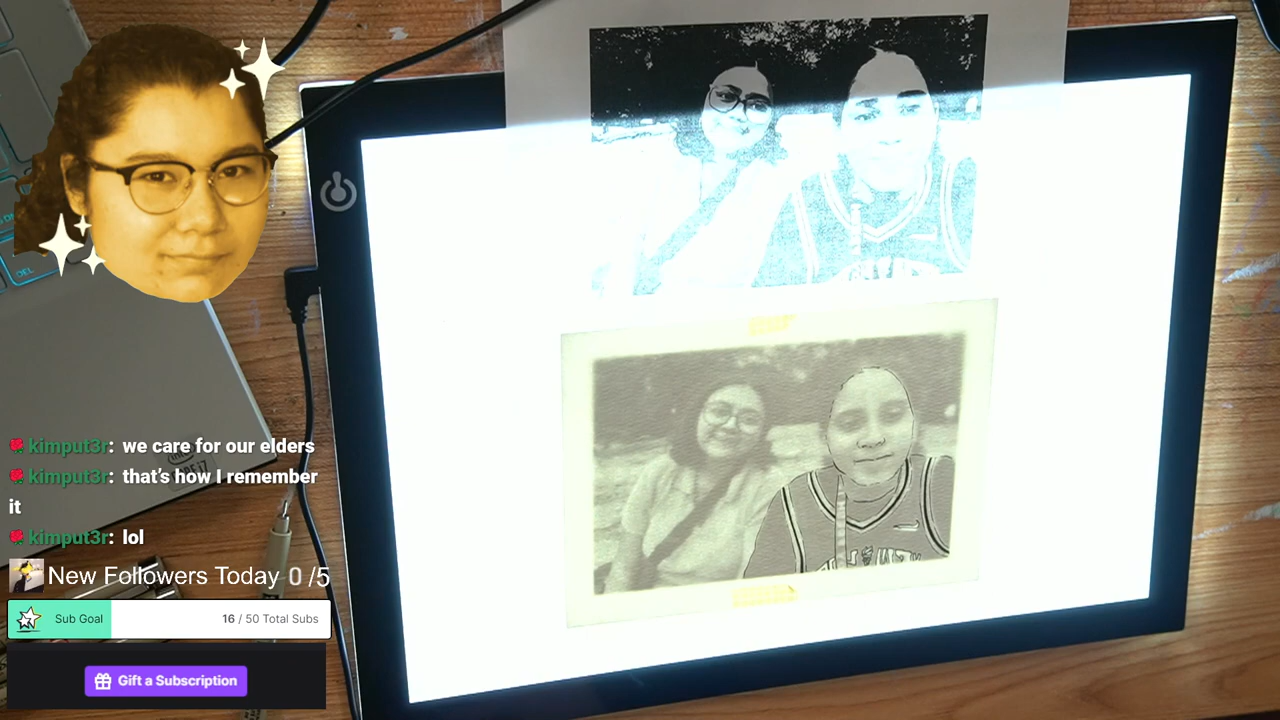 DEL
kimput3r: we care for our elders
kimput3r: that's how I remember
it
kimput3r: lol
New Followers Today 0 /5
Sub Goal
16 / 50 Total Subs
Gift a Subscription